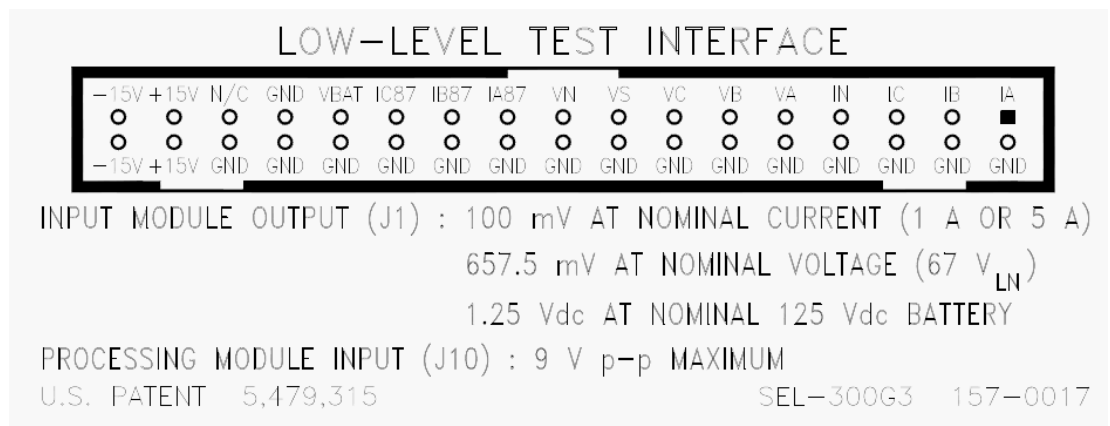 LOW-LEVEL TEST INTERFACE
-15V +15V N/C GND VBAT IC87 IB87 IA87 VN VS VC VB VA IN IC IB IA
-15V +15V GND GND GND GND GND GND GND GND GND GND GND GND GND GND GND
INPUT MODULE OUTPUT (J1) : 100 mV AT NOMINAL CURRENT (1 A OR 5 A)
657.5 mV AT NOMINAL VOLTAGE (67 VLN)
1.25 Vdc AT NOMINAL 125 Vdc BATTERY
PROCESSING MODULE INPUT (J10) : 9 V p-p MAXIMUM
U.S. PATENT 5,479,315 SEL-300G3 157-0017